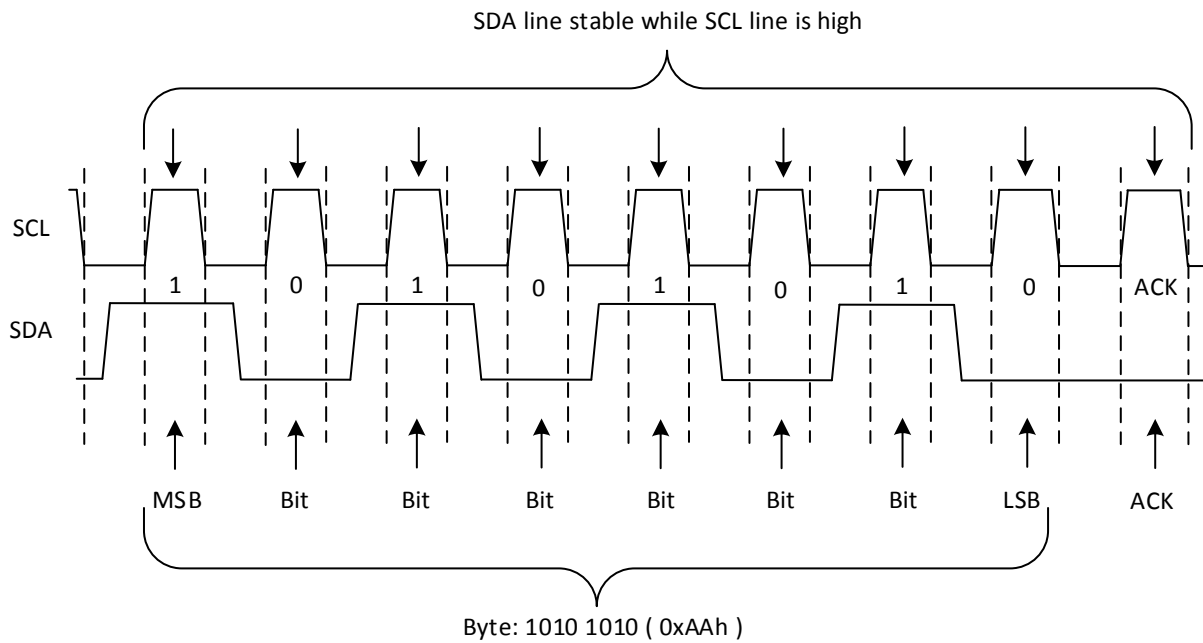 SDA line stable while SCL line is high
SCL
1 0 1 0 1 0 1 0 ACK
SDA
MSB Bit Bit Bit Bit Bit Bit LSB ACK
Byte: 1010 1010 ( 0xAAh )